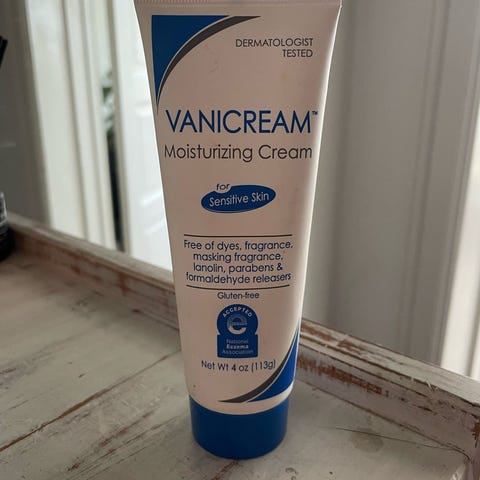 DERMATOLOGIST
TESTED
VANICREAM™
Moisturizing Cream
for
Sensitive Skin
Free of dyes, fragrance,
masking fragrance,
lanolin, parabens &
formaldehyde releasers
Gluten-free
ACCEPTED
National
Eczema
Association
Net Wt 4 oz (113g)